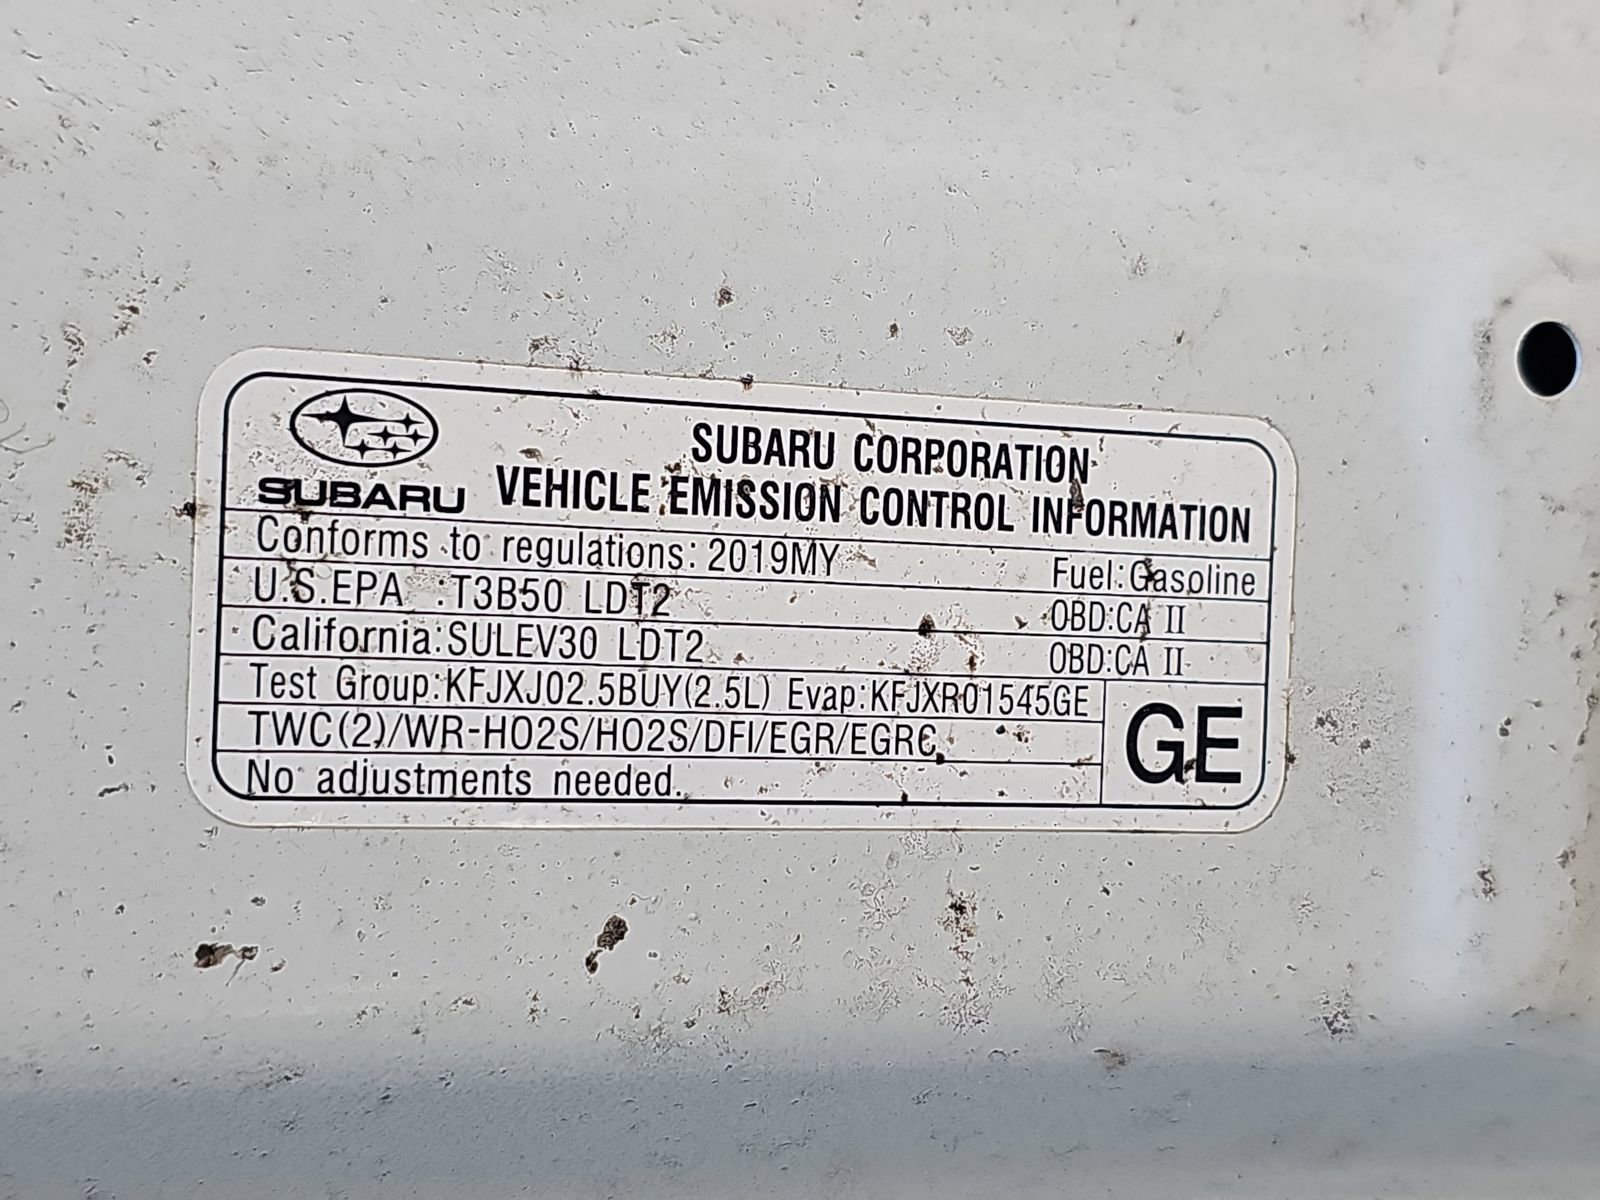 SUBARU CORPORATION
SUBARU VEHICLE EMISSION CONTROL INFORMATION
Conforms to regulations: 2019MY Fuel:Gasoline
U.S.EPA :T3B50 LDT2 OBD:CA II
California:SULEV30 LDT2 OBD:CA II
Test Group:KFJXJ02.5BUY(2.5L) Evap:KFJXR01545GE
TWC(2)/WR-HO2S/HO2S/DFI/EGR/EGRC
No adjustments needed.
GE